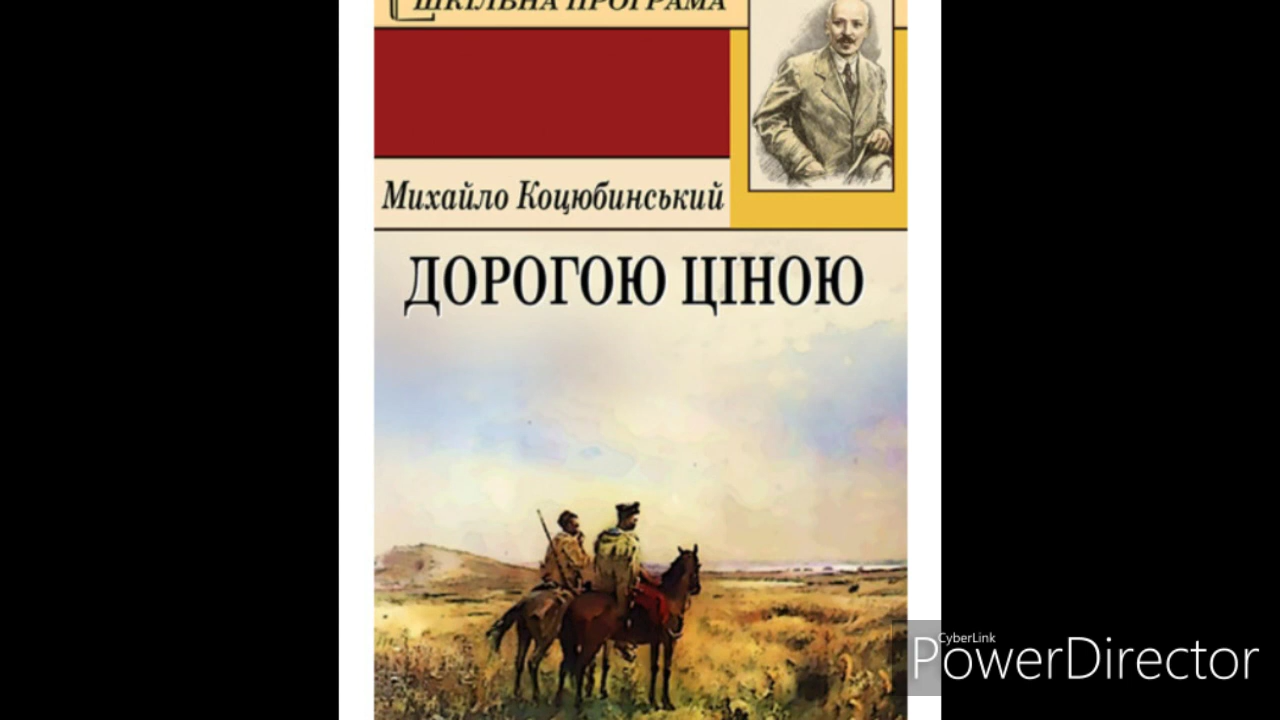 ШКІЛЬНА ПРОГРАМА
Михайло Коцюбинський
ДОРОГОЮ ЦІНОЮ
CyberLink
PowerDirector